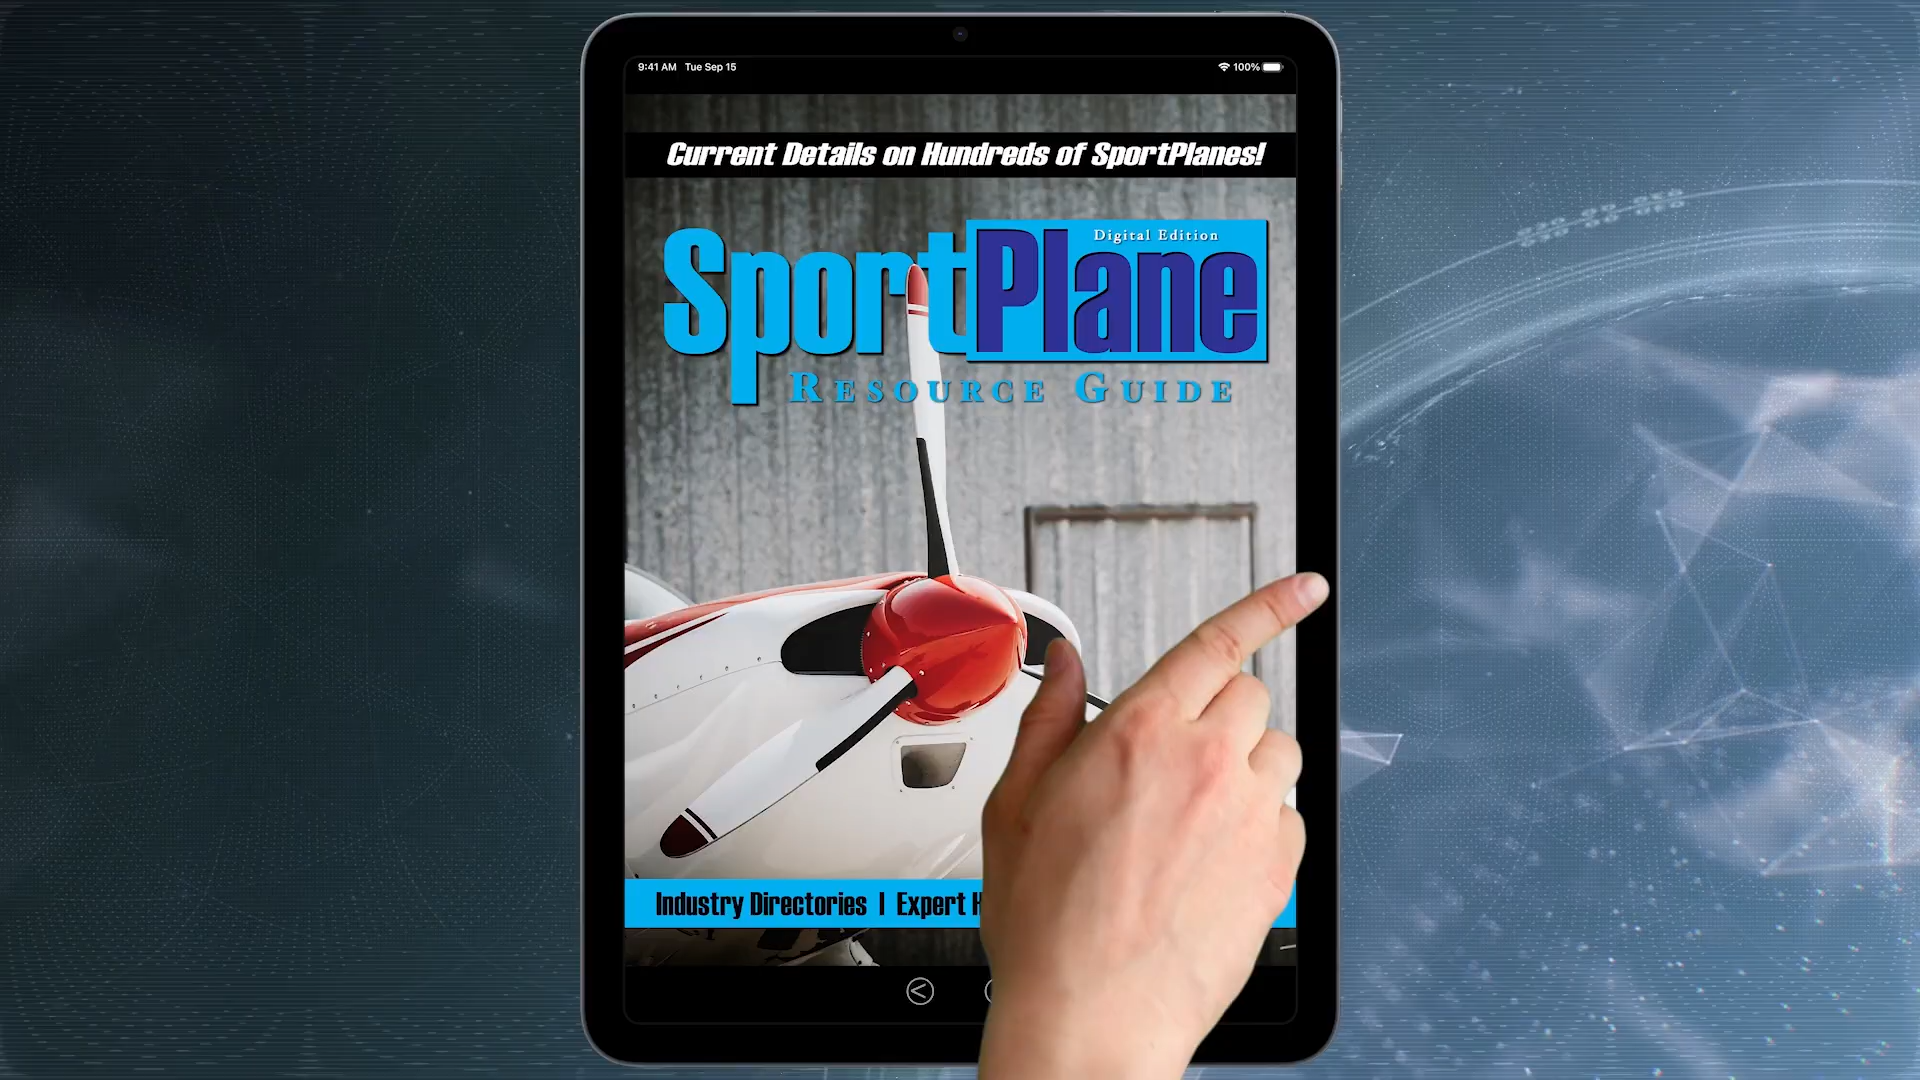 9:41 AM Tue Sep 15
100%
Current Details on Hundreds of SportPlanes!
Digital Edition
SportPlane
Resource Guide
Industry Directories | Expert